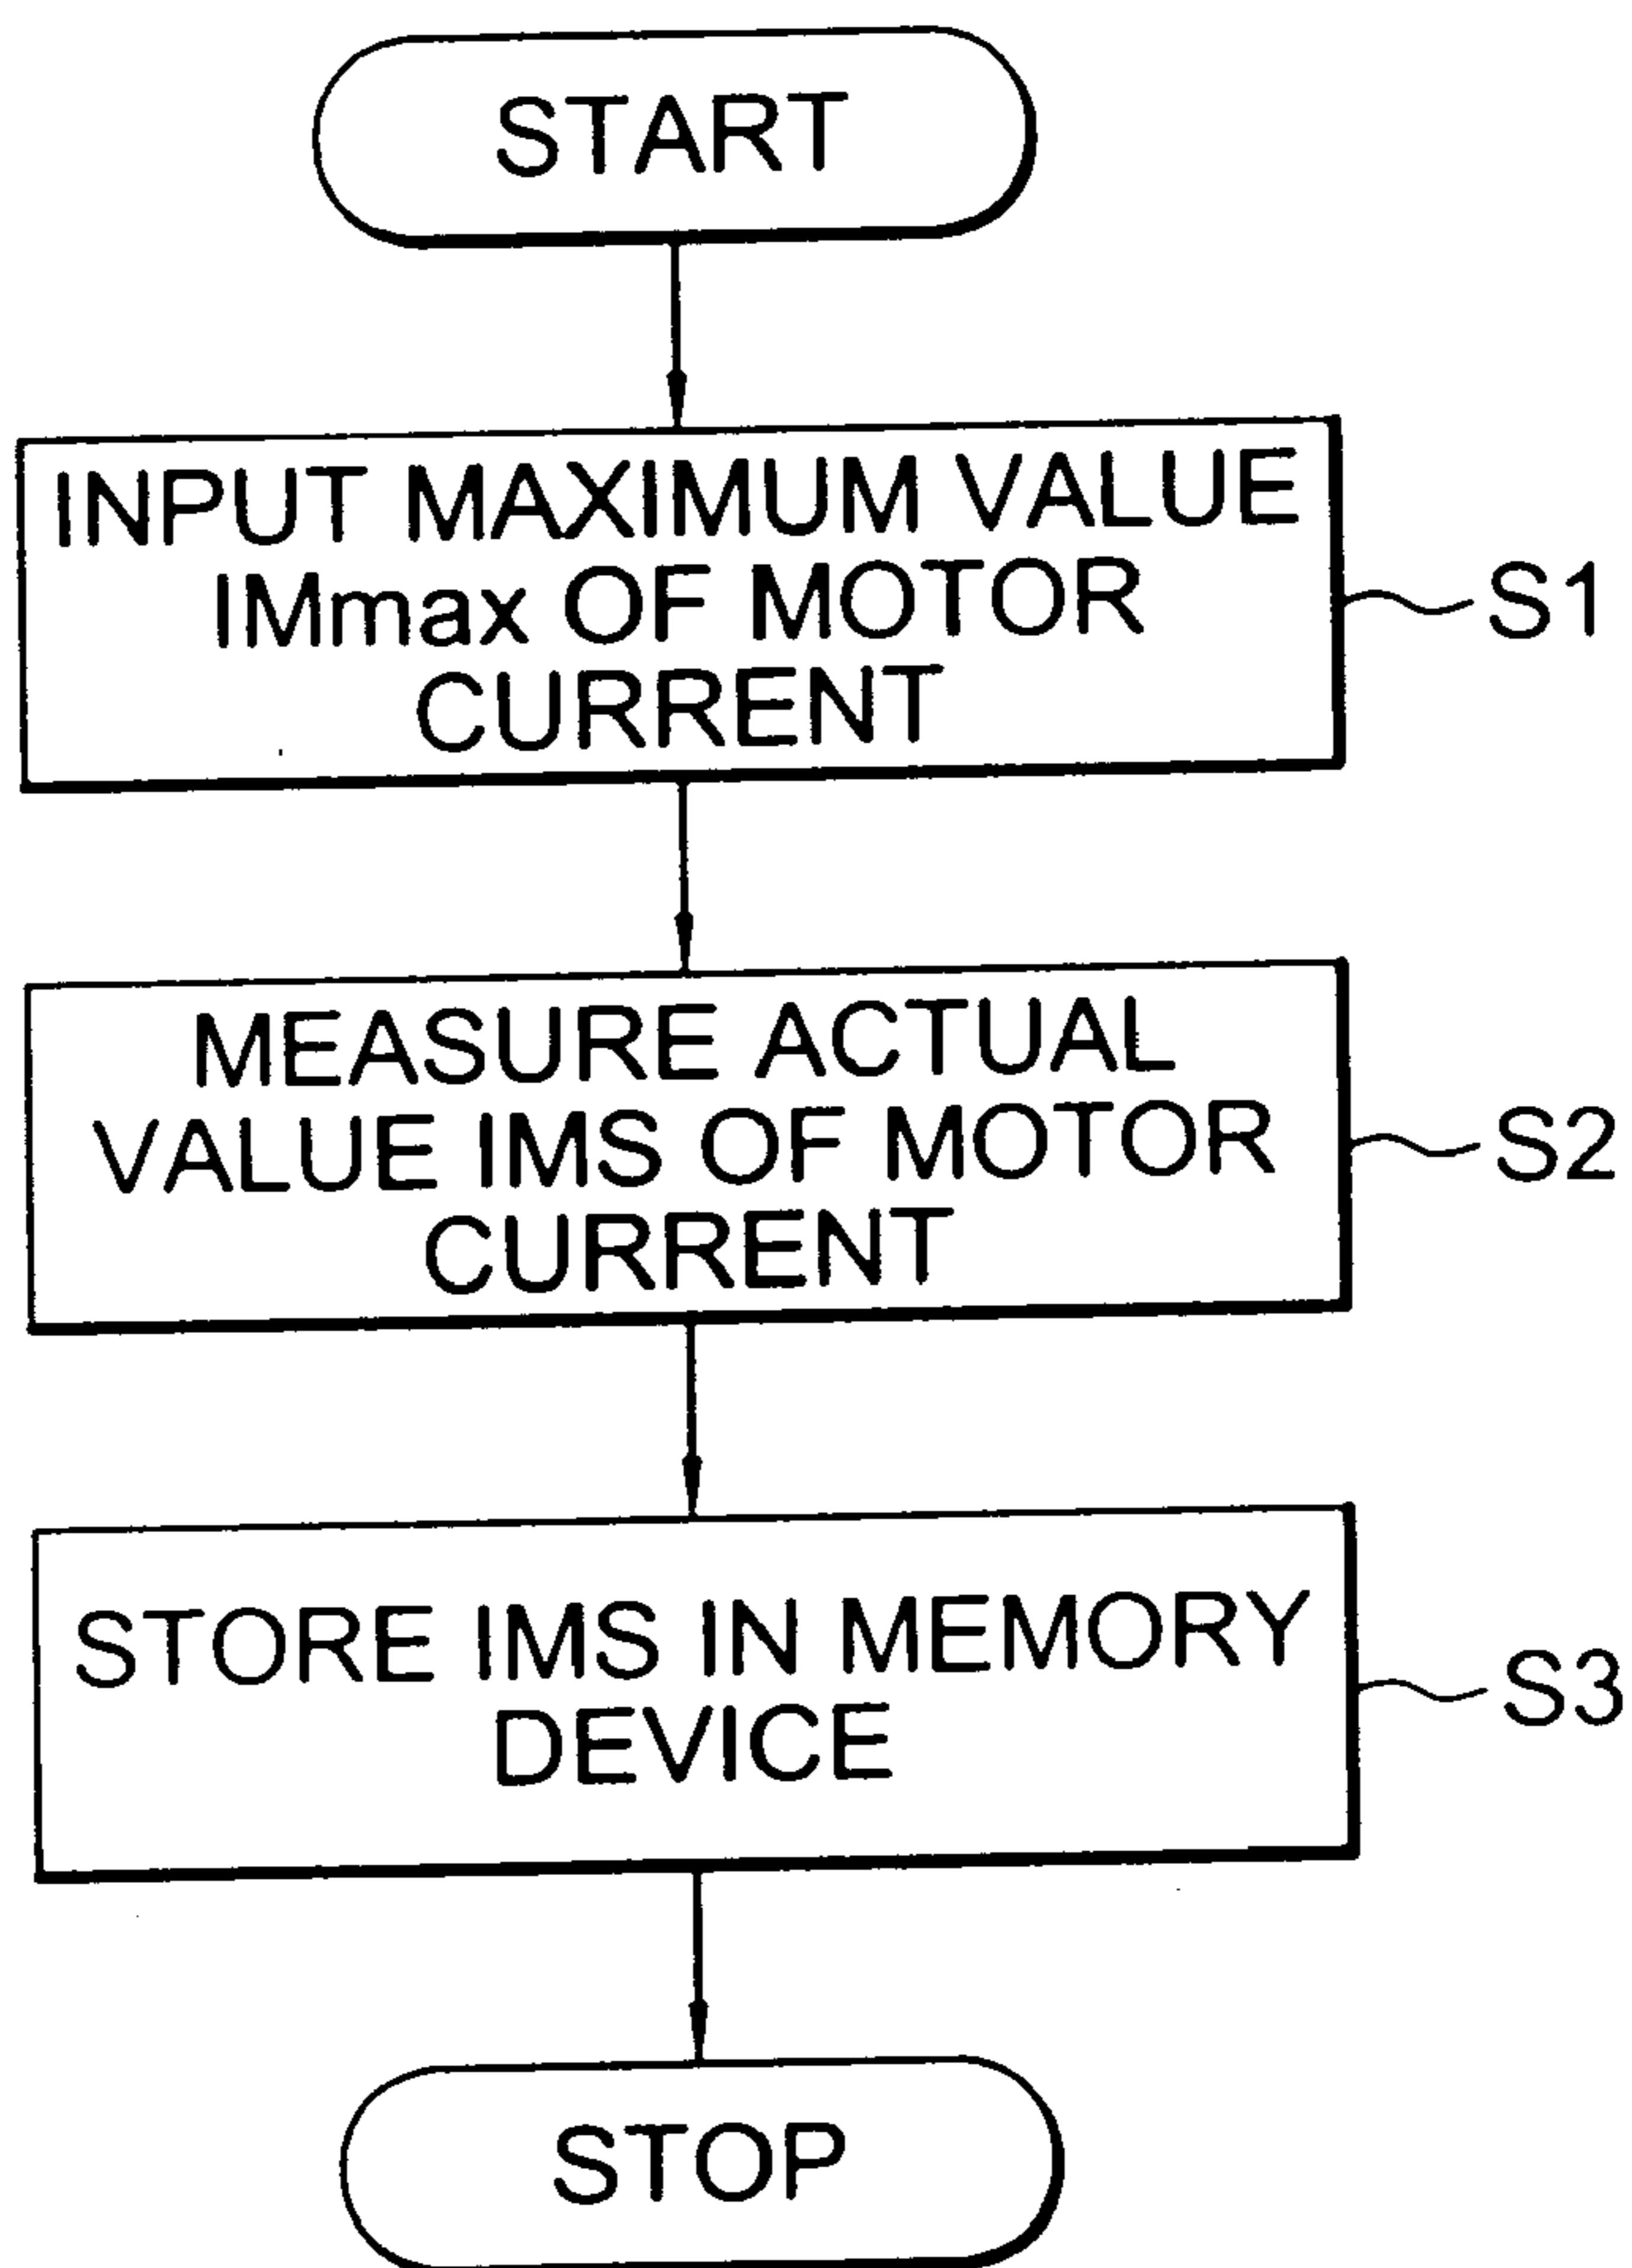 START
INPUT MAXIMUM VALUE
IMmax OF MOTOR
CURRENT
S1
MEASURE ACTUAL
VALUE IMS OF MOTOR
CURRENT
S2
STORE IMS IN MEMORY
DEVICE
S3
STOP